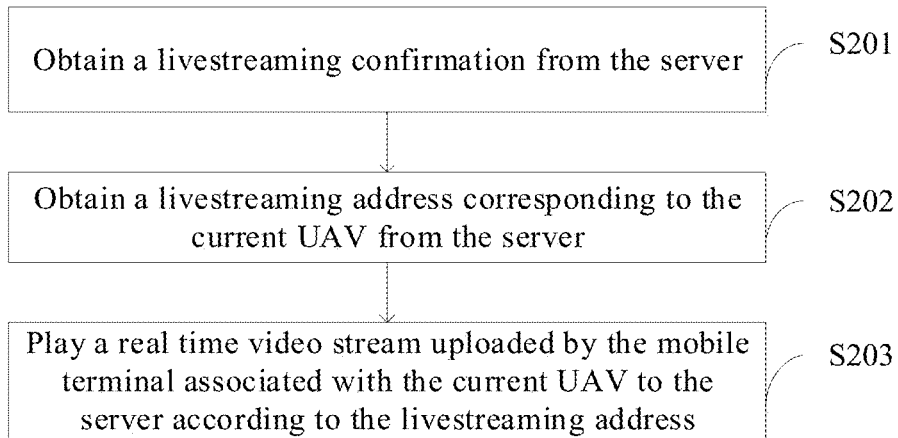 Obtain a livestreaming confirmation from the server
S201
Obtain a livestreaming address corresponding to the
current UAV from the server
S202
Play a real time video stream uploaded by the mobile
terminal associated with the current UAV to the
server according to the livestreaming address
S203